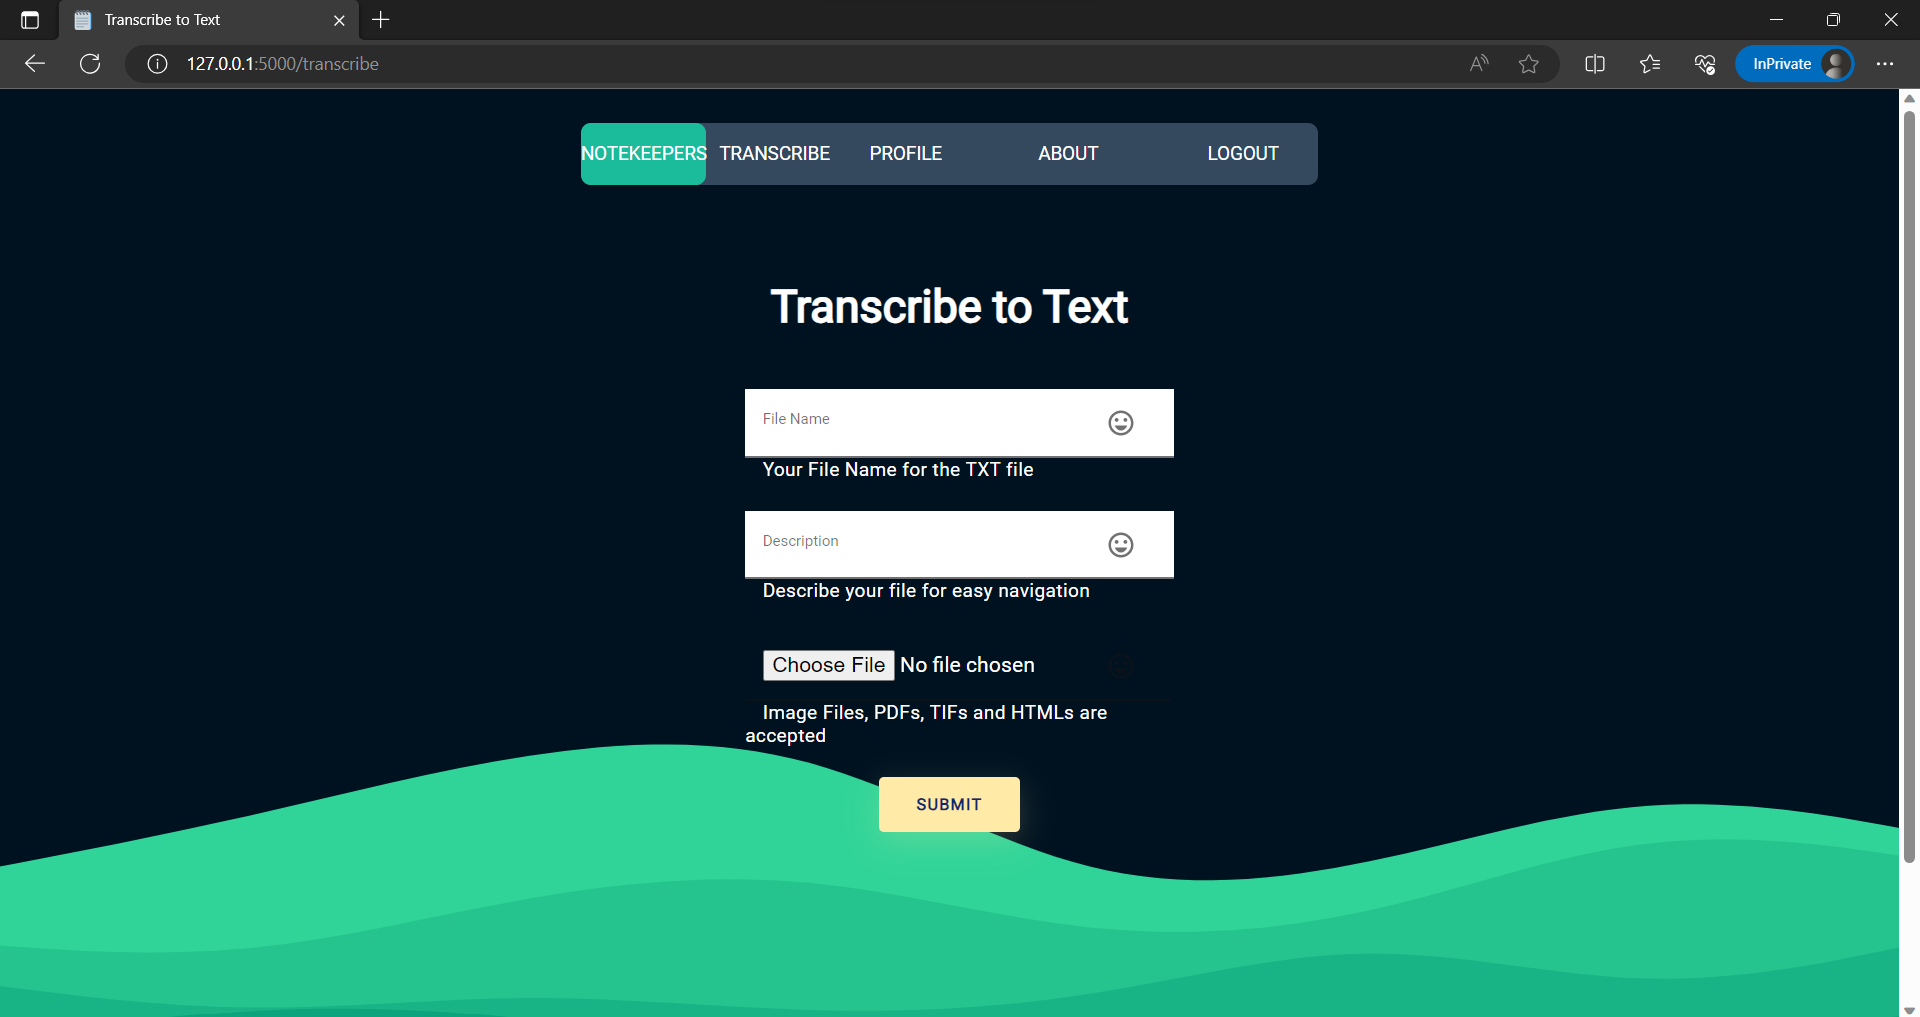 Transcribe to Text
127.0.0.1:5000/transcribe
InPrivate
NOTEKEEPERS TRANSCRIBE PROFILE ABOUT LOGOUT
Transcribe to Text
File Name
Your File Name for the TXT file
Description
Describe your file for easy navigation
Choose File No file chosen
Image Files, PDFs, TIFs and HTMLs are
accepted
SUBMIT